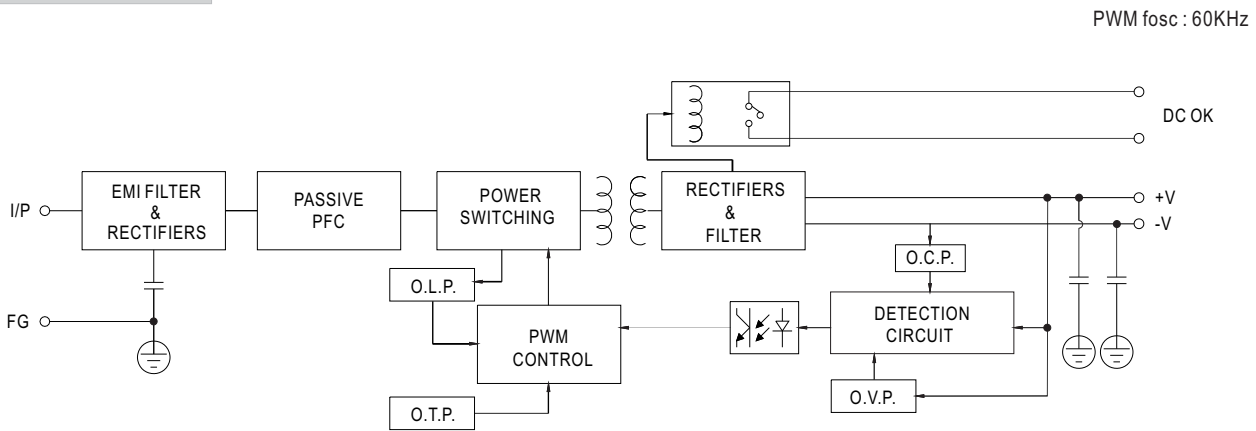 PWM fosc : 60KHz
DC OK
I/P
EMI FILTER
&
RECTIFIERS
PASSIVE
PFC
POWER
SWITCHING
RECTIFIERS
&
FILTER
+V
-V
O.C.P.
O.L.P.
FG
PWM
CONTROL
DETECTION
CIRCUIT
O.V.P.
O.T.P.